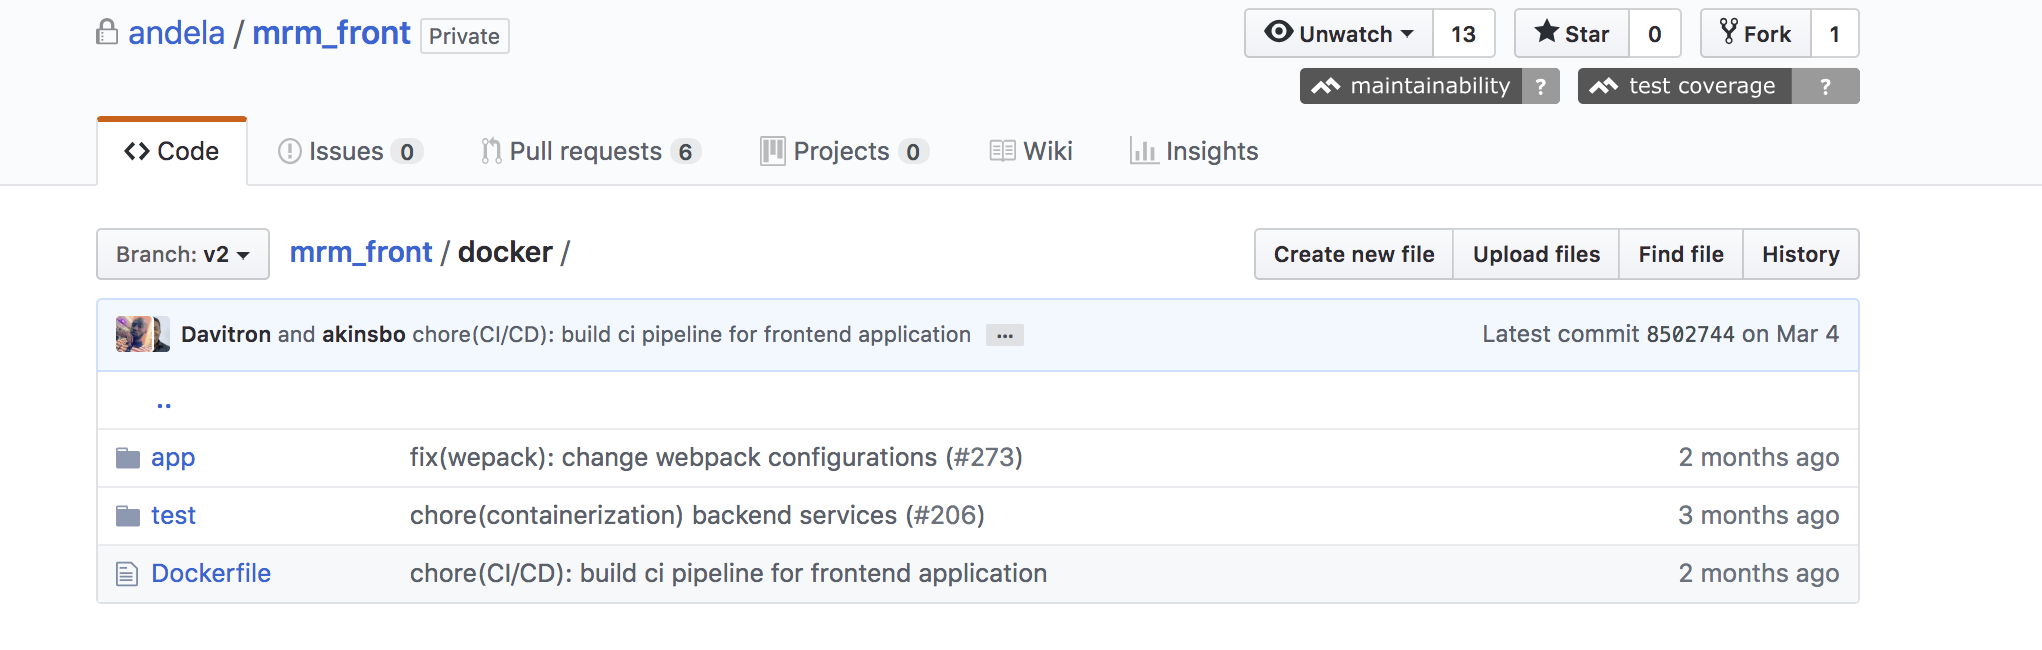 andela / mrm_front Private Unwatch 13 Star 0 Fork 1
maintainability ? test coverage ?
<> Code Issues 0 Pull requests 6 Projects 0 Wiki Insights
Branch: v2 mrm_front / docker / Create new file Upload files Find file History
Davitron and akinsbo chore(CI/CD): build ci pipeline for frontend application ... Latest commit 8502744 on Mar 4
..
app fix(wepack): change webpack configurations (#273) 2 months ago
test chore(containerization) backend services (#206) 3 months ago
Dockerfile chore(CI/CD): build ci pipeline for frontend application 2 months ago